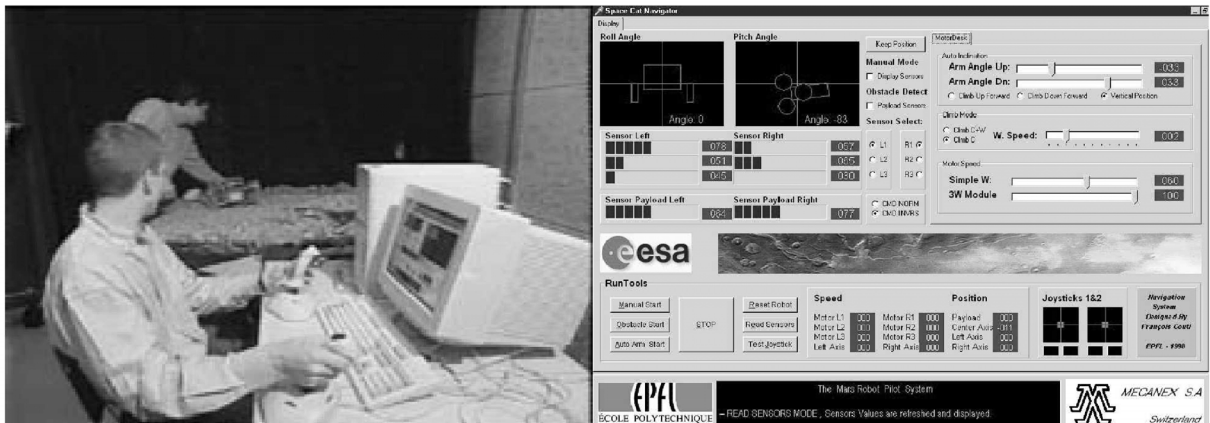 Space Cat Navigator
Display
Roll Angle
Pitch Angle
Angle: 0
Angle: -83
Keep Position
Manual Mode
Display Sensors
Obstacle Detect
Payload Sensors
Sensor Select:
L1 R1
L2 R2
L3 R3
CMD NORM
CMD INVRS
Sensor Left
078
051
045
Sensor Right
057
065
030
Sensor Payload Left
064
Sensor Payload Right
077
MotorDesk
Auto Inclination
Arm Angle Up:
Arm Angle Dn:
Climb Up Forward Climb Down Forward Vertical Position
Climb Mode
Climb C+W
Climb C
W. Speed:
002
Motor Speed
Simple W:
060
3W Module
100
esa
RunTools
Manual Start
Obstacle Start
Auto Arm Start
STOP
Reset Robot
Read Sensors
Test Joystick
Speed
Motor L1 000 Motor R1 000
Motor L2 000 Motor R2 000
Motor L3 000 Motor R3 000
Left Axis 000 Right Axis 000
Position
Payload 000
Center Axis -011
Left Axis 000
Right Axis 000
Joysticks 1&2
Navigation
System
Designed By
François
EPFL -
EPFL
ÉCOLE POLYTECHNIQUE
The Mars Robot Pilot System
– READ SENSORS MODE , Sensors Values are refreshed and displayed
MECANEX S.A
Switzerland